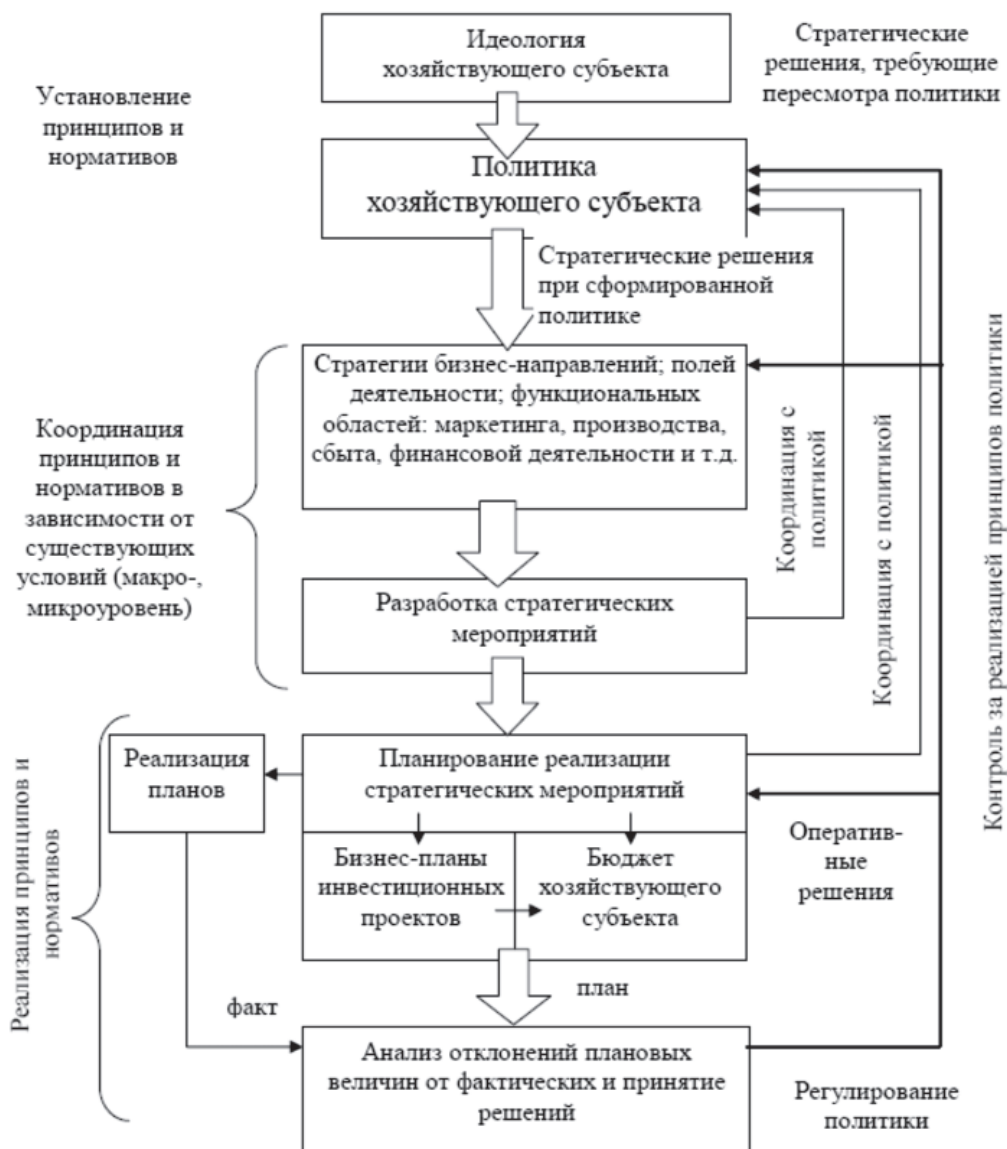 Идеология
хозяйствующего субъекта
Стратегические
решения, требующие
пересмотра политики
Установление
принципов и
нормативов
Политика
хозяйствующего субъекта
Стратегические решения
при сформированной
политике
Стратегии бизнес-направлений; полей
деятельности; функциональных
областей: маркетинга, производства,
сбыта, финансовой деятельности и т.д.
Координация
принципов и
нормативов в
зависимости от
существующих
условий (макро-,
микроуровень)
Разработка стратегических
мероприятий
Координация с
политикой
Координация с политикой
Контроль за реализацией принципов политики
Реализация принципов и
нормативов
Реализация
планов
Планирование реализации
стратегических мероприятий
Бизнес-планы
инвестиционных
проектов
Бюджет
хозяйствующего
субъекта
Оператив-
ные
решения
факт
план
Анализ отклонений плановых
величин от фактических и принятие
решений
Регулирование
политики